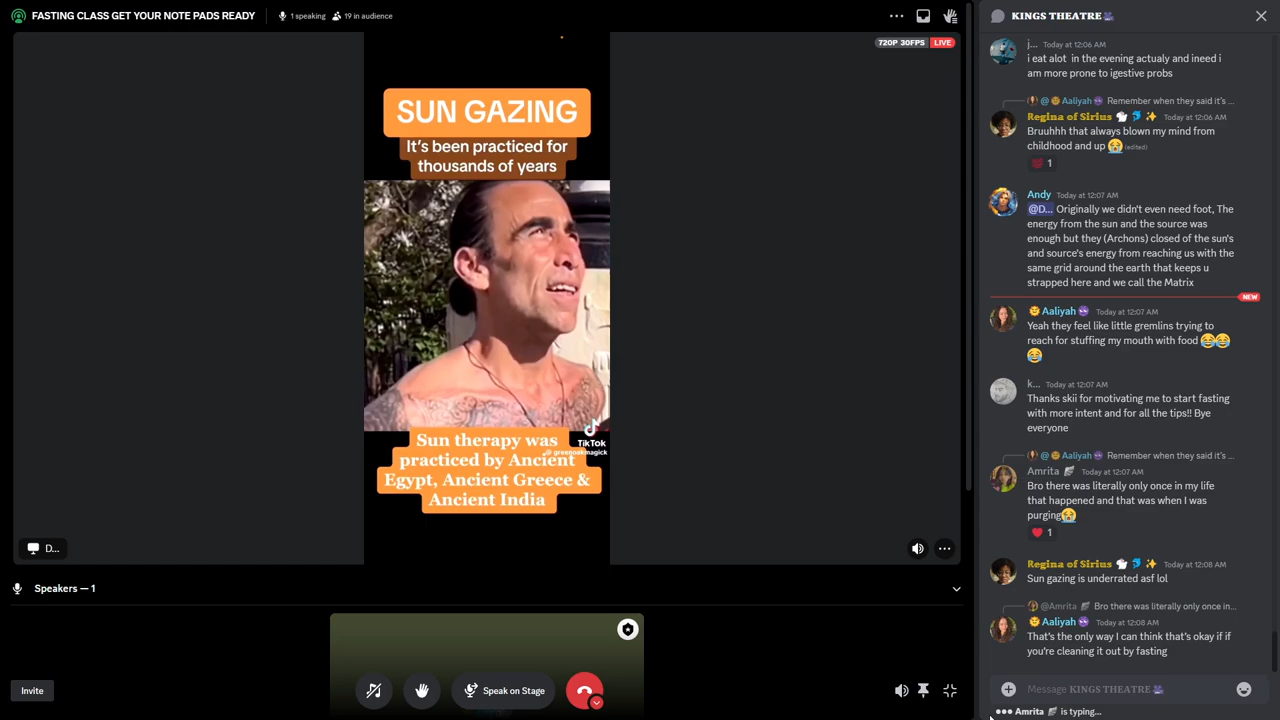 FASTING CLASS GET YOUR NOTE PADS READY
1 speaking 19 in audience
720P 30FPS LIVE
SUN GAZING
It's been practiced for
thousands of years
TikTok
Sun therapy was
practiced by Ancient
Egypt, Ancient Greece &
Ancient India
D...
Speakers — 1
Invite
Speak on Stage
KINGS THEATRE
j... Today at 12:06 AM
i eat alot in the evening actualy and ineed i
am more prone to igestive probs
@ Aaliyah Remember when they said it's ...
Regina of Sirius Today at 12:06 AM
Bruuhhh that always blown my mind from
childhood and up 😭 (edited)
💯 1
Andy Today at 12:07 AM
@D... Originally we didn't even need foot, The
energy from the sun and the source was
enough but they (Archons) closed of the sun's
and source's energy from reaching us with the
same grid around the earth that keeps u
strapped here and we call the Matrix
NEW
Aaliyah Today at 12:07 AM
Yeah they feel like little gremlins trying to
reach for stuffing my mouth with food 😂😂
😂
k... Today at 12:07 AM
Thanks skii for motivating me to start fasting
with more intent and for all the tips!! Bye
everyone
@ Aaliyah Remember when they said it's ...
Amrita Today at 12:07 AM
Bro there was literally only once in my life
that happened and that was when I was
purging😭
❤️ 1
Regina of Sirius Today at 12:08 AM
Sun gazing is underrated asf lol
@Amrita Bro there was literally only once in...
Aaliyah Today at 12:08 AM
That's the only way I can think that's okay if if
you're cleaning it out by fasting
Message KINGS THEATRE
Amrita is typing...